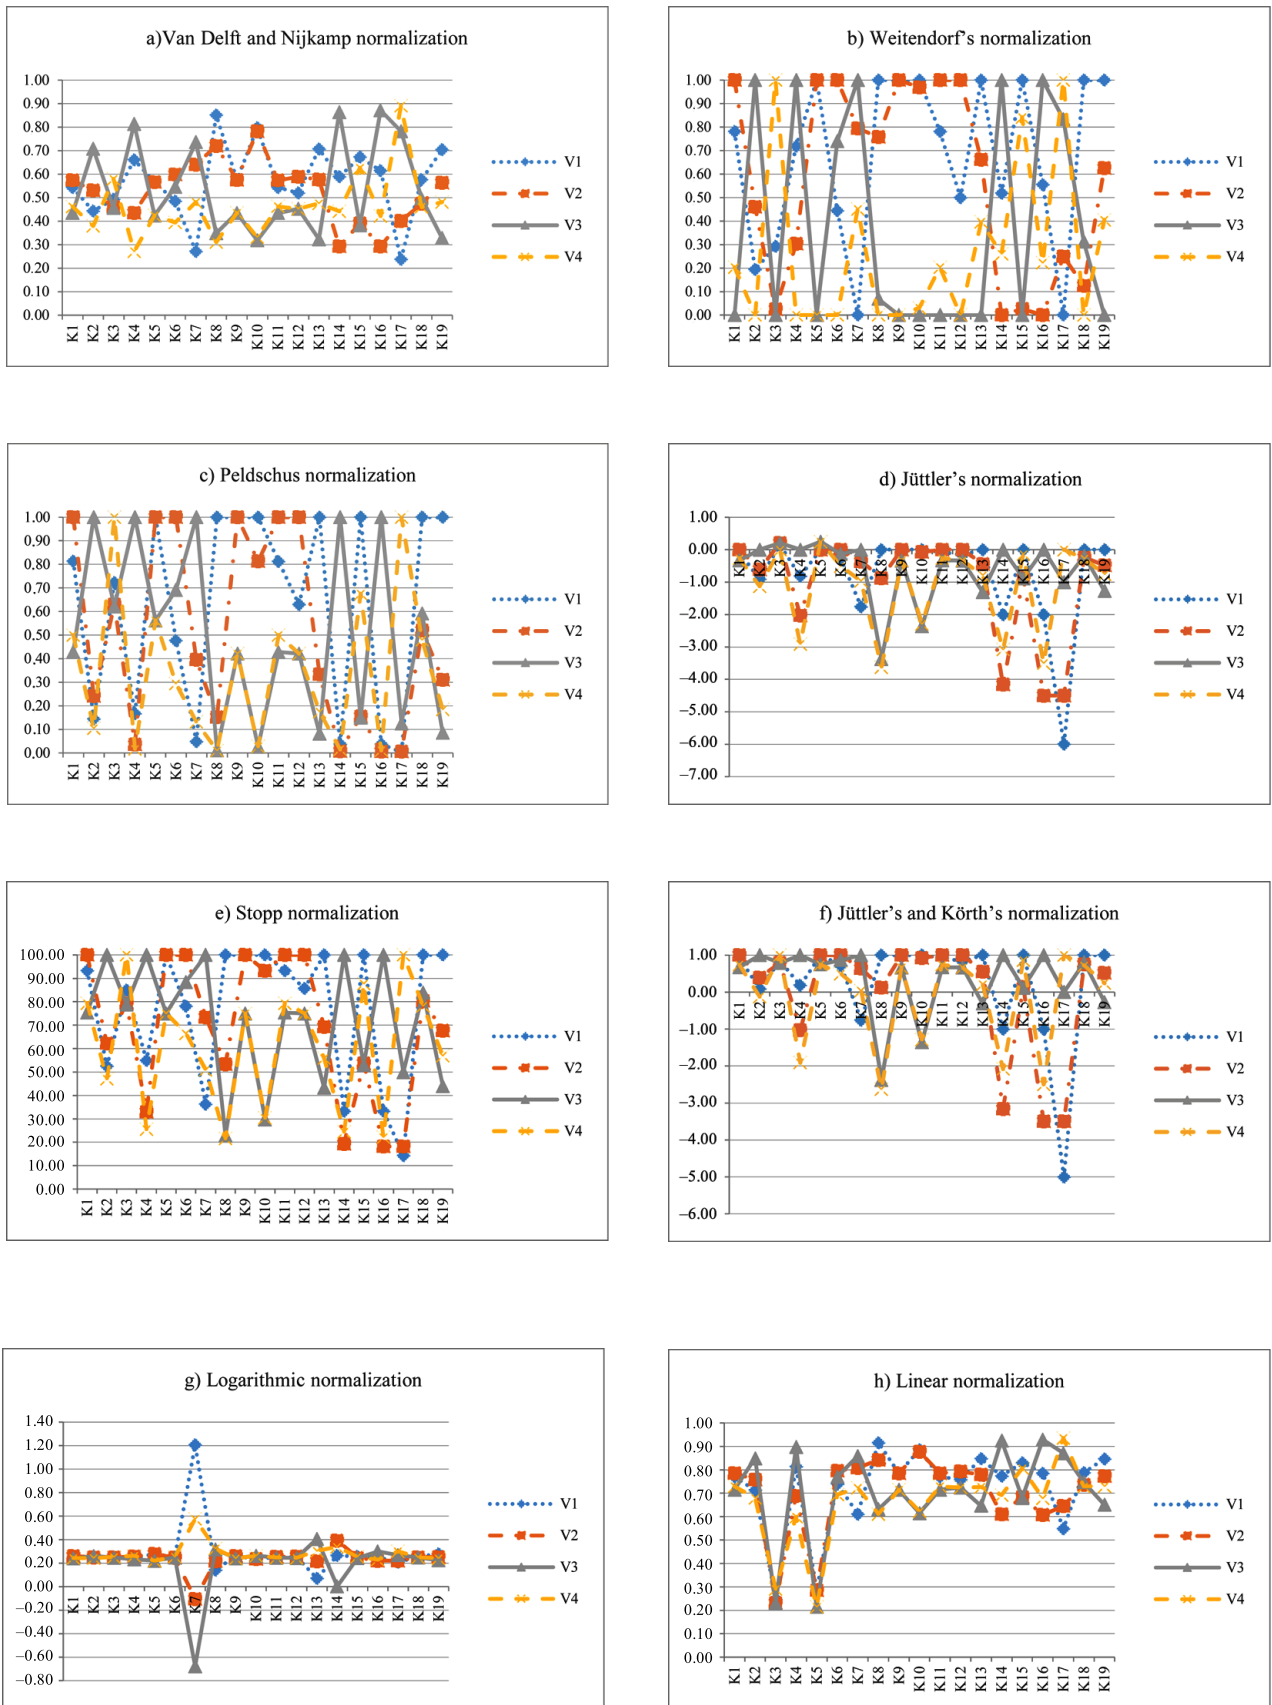 a)Van Delft and Nijkamp normalization
1.00
0.90
0.80
0.70
0.60
0.50
0.40
0.30
0.20
0.10
0.00
K1 K2 K3 K4 K5 K6 K7 K8 K9 K10 K11 K12 K13 K14 K15 K16 K17 K18 K19
V1
V2
V3
V4
b) Weitendorf's normalization
1.00
0.90
0.80
0.70
0.60
0.50
0.40
0.30
0.20
0.10
0.00
K1 K2 K3 K4 K5 K6 K7 K8 K9 K10 K11 K12 K13 K14 K15 K16 K17 K18 K19
V1
V2
V3
V4
c) Peldschus normalization
1.00
0.90
0.80
0.70
0.60
0.50
0.40
0.30
0.20
0.10
0.00
K1 K2 K3 K4 K5 K6 K7 K8 K9 K10 K11 K12 K13 K14 K15 K16 K17 K18 K19
V1
V2
V3
V4
d) Jüttler's normalization
1.00
0.00
–1.00
–2.00
–3.00
–4.00
–5.00
–6.00
–7.00
K1 K2 K3 K4 K5 K6 K7 K8 K9 K10 K11 K12 K13 K14 K15 K16 K17 K18 K19
V1
V2
V3
V4
e) Stopp normalization
100.00
90.00
80.00
70.00
60.00
50.00
40.00
30.00
20.00
10.00
0.00
K1 K2 K3 K4 K5 K6 K7 K8 K9 K10 K11 K12 K13 K14 K15 K16 K17 K18 K19
V1
V2
V3
V4
f) Jüttler's and Körth's normalization
1.00
0.00
–1.00
–2.00
–3.00
–4.00
–5.00
–6.00
K1 K2 K3 K4 K5 K6 K7 K8 K9 K10 K11 K12 K13 K14 K15 K16 K17 K18 K19
V1
V2
V3
V4
g) Logarithmic normalization
1.40
1.20
1.00
0.80
0.60
0.40
0.20
0.00
–0.20
–0.40
–0.60
–0.80
K1 K2 K3 K4 K5 K6 K7 K8 K9 K10 K11 K12 K13 K14 K15 K16 K17 K18 K19
V1
V2
V3
V4
h) Linear normalization
1.00
0.90
0.80
0.70
0.60
0.50
0.40
0.30
0.20
0.10
0.00
K1 K2 K3 K4 K5 K6 K7 K8 K9 K10 K11 K12 K13 K14 K15 K16 K17 K18 K19
V1
V2
V3
V4